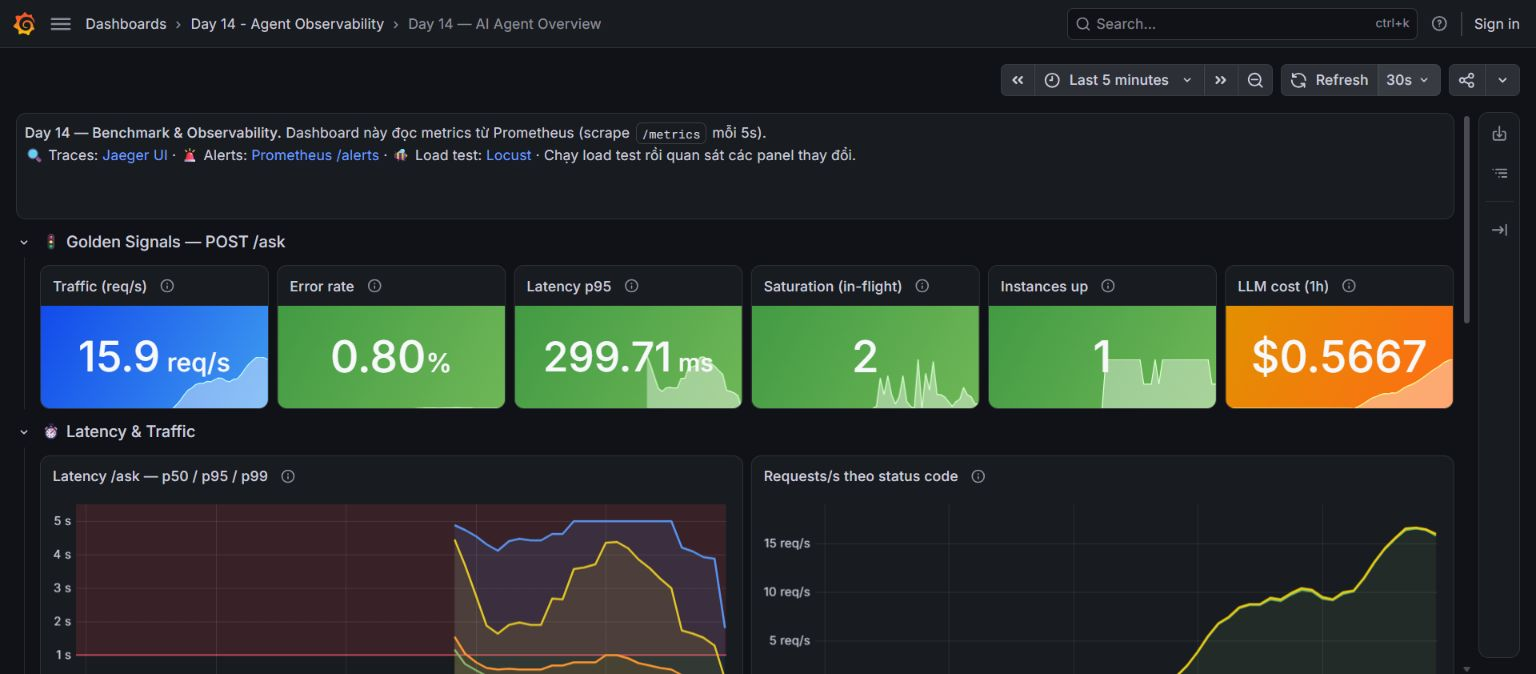 Dashboards › Day 14 - Agent Observability › Day 14 — AI Agent Overview
Search... ctrl+k
Sign in
Last 5 minutes
Refresh 30s
Day 14 — Benchmark & Observability. Dashboard này đọc metrics từ Prometheus (scrape /metrics mỗi 5s).
Traces: Jaeger UI · Alerts: Prometheus /alerts · Load test: Locust · Chạy load test rồi quan sát các panel thay đổi.
Golden Signals — POST /ask
Traffic (req/s)
15.9 req/s
Error rate
0.80%
Latency p95
299.71 ms
Saturation (in-flight)
2
Instances up
1
LLM cost (1h)
$0.5667
Latency & Traffic
Latency /ask — p50 / p95 / p99
5 s
4 s
3 s
2 s
1 s
Requests/s theo status code
15 req/s
10 req/s
5 req/s